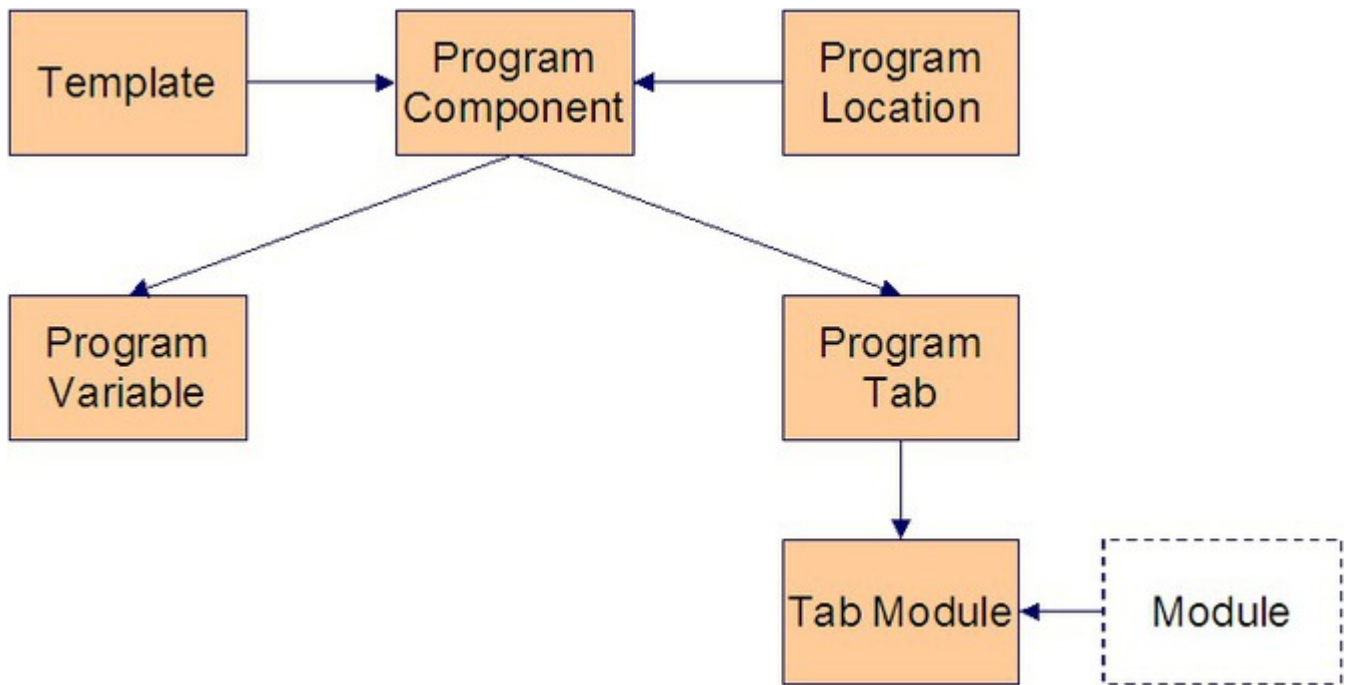 Template
Program
Component
Program
Location
Program
Variable
Program
Tab
Tab Module
Module